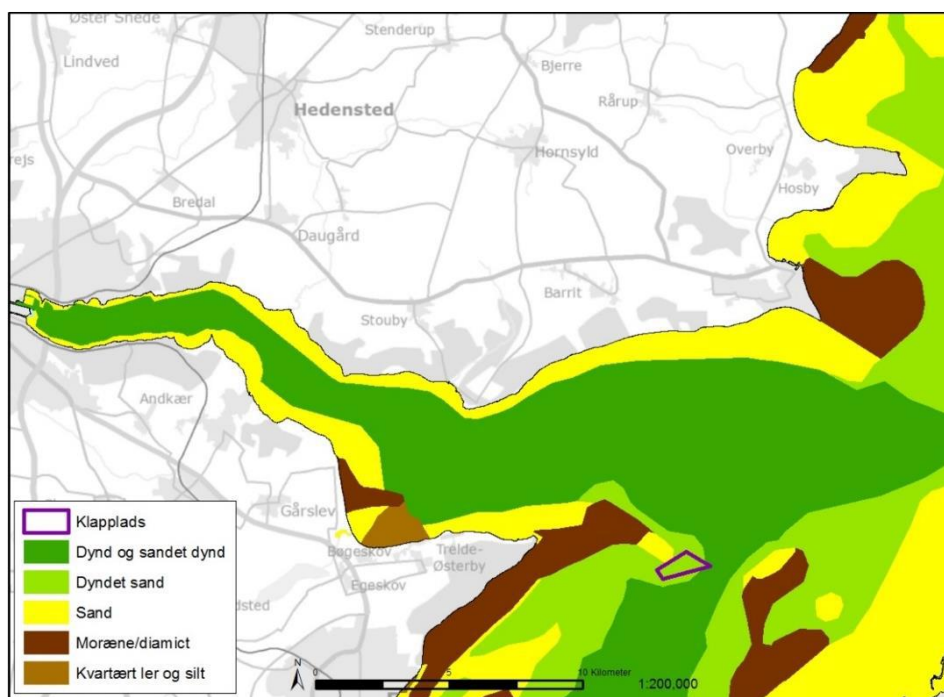 Øster Snede
Stenderup
Lindved
Bjerre
Hedensted
Rårup
rejs
Hornsyld
Overby
Hosby
Bredal
Daugård
Barrit
Stouby
Andkær
Gårslev
Bøgeskov
Trelde-
Østerby
Egeskov
dsted
Klapplads
Dynd og sandet dynd
Dyndet sand
Sand
Moræne/diamict
Kvartært ler og silt
N
0 5 10 Kilometer
1:200,000